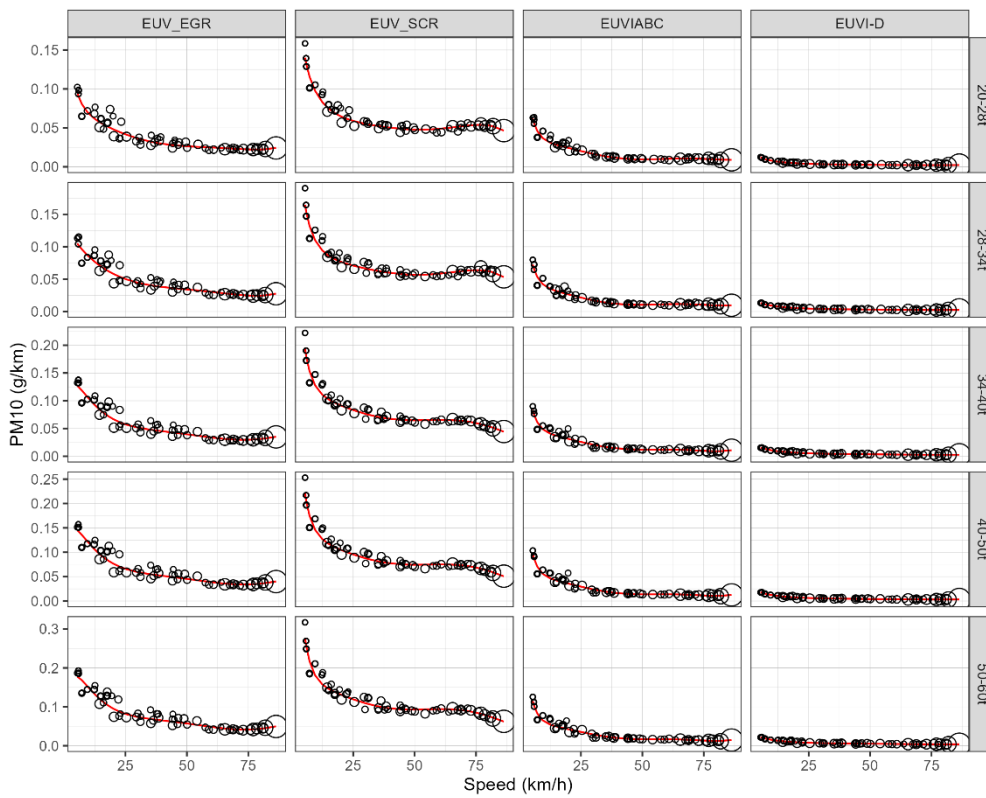 EUV_EGR EUV_SCR EUVIABC EUVI-D
PM10 (g/km)
0.15
0.10
0.05
0.00
20-28t
0.15
0.10
0.05
0.00
28-34t
0.20
0.15
0.10
0.05
0.00
34-40t
0.25
0.20
0.15
0.10
0.05
0.00
40-50t
0.3
0.2
0.1
0.0
50-60t
25 50 75 25 50 75 25 50 75 25 50 75
Speed (km/h)